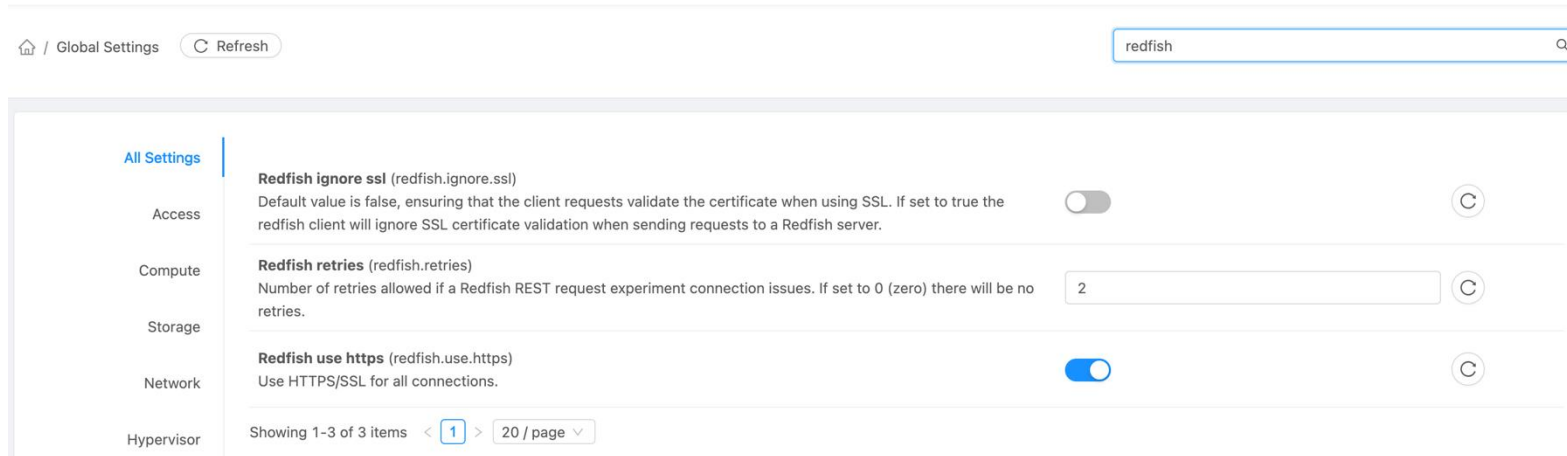 / Global Settings Refresh
redfish
All Settings
Access
Compute
Storage
Network
Hypervisor
Redfish ignore ssl (redfish.ignore.ssl)
Default value is false, ensuring that the client requests validate the certificate when using SSL. If set to true the
redfish client will ignore SSL certificate validation when sending requests to a Redfish server.
Redfish retries (redfish.retries)
Number of retries allowed if a Redfish REST request experiment connection issues. If set to 0 (zero) there will be no
retries.
2
Redfish use https (redfish.use.https)
Use HTTPS/SSL for all connections.
Showing 1-3 of 3 items < 1 > 20 / page